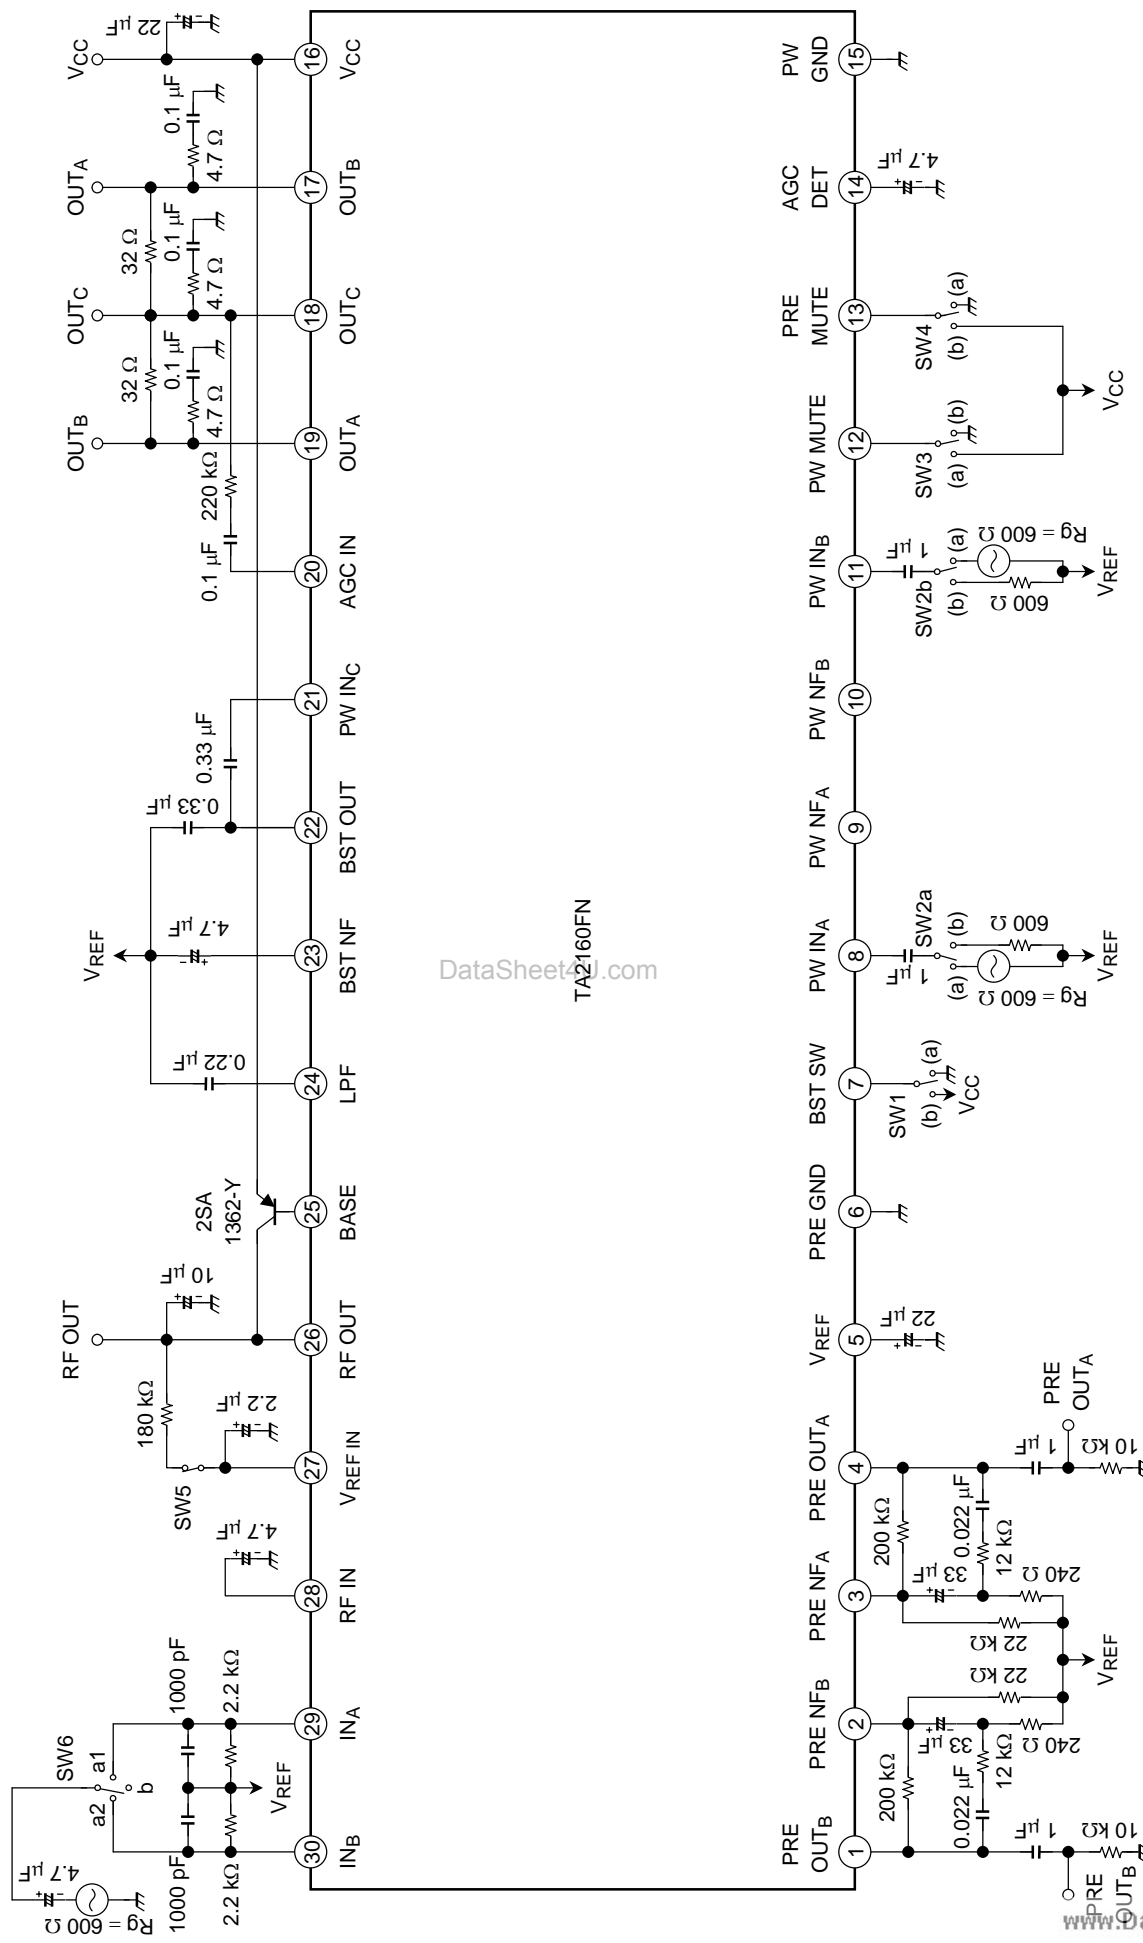 VCC
22 µF
16
VCC
OUTA
0.1 µF
4.7 Ω
17
OUTB
32 Ω
OUTC
0.1 µF
4.7 Ω
18
OUTC
32 Ω
OUTB
0.1 µF
4.7 Ω
19
OUTA
220 kΩ
0.1 µF
20
AGC IN
21
PW INC
0.33 µF
0.33 µF
22
BST OUT
VREF
4.7 µF
23
BST NF
0.22 µF
24
LPF
2SA
1362-Y
25
BASE
RF OUT
10 µF
26
RF OUT
180 kΩ
2.2 µF
SW5
27
VREF IN
4.7 µF
28
RF IN
SW6
a1
b
a2
1000 pF
2.2 kΩ
29
INA
VREF
4.7 µF
Rg = 600 Ω
1000 pF
2.2 kΩ
30
INB
TA2160FN
DataSheet4U.com
PW
GND
15
AGC
DET
14
4.7 µF
PRE
MUTE
13
SW4
(a)
(b)
VCC
PW MUTE
12
SW3
(b)
(a)
PW INB
11
1 µF
SW2b
(a)
(b)
Rg = 600 Ω
600 Ω
VREF
PW NFB
10
PW NFA
9
PW INA
8
1 µF
SW2a
(b)
(a)
600 Ω
Rg = 600 Ω
VREF
BST SW
7
SW1
(a)
(b)
VCC
PRE GND
6
VREF
5
22 µF
PRE OUTA
4
PRE
OUTA
1 µF
10 kΩ
200 kΩ
0.022 µF
12 kΩ
PRE NFA
3
33 µF
240 Ω
22 kΩ
VREF
22 kΩ
PRE NFB
2
33 µF
240 Ω
200 kΩ
0.022 µF
12 kΩ
PRE
OUTB
1
1 µF
10 kΩ
PRE
OUTB
www.Da